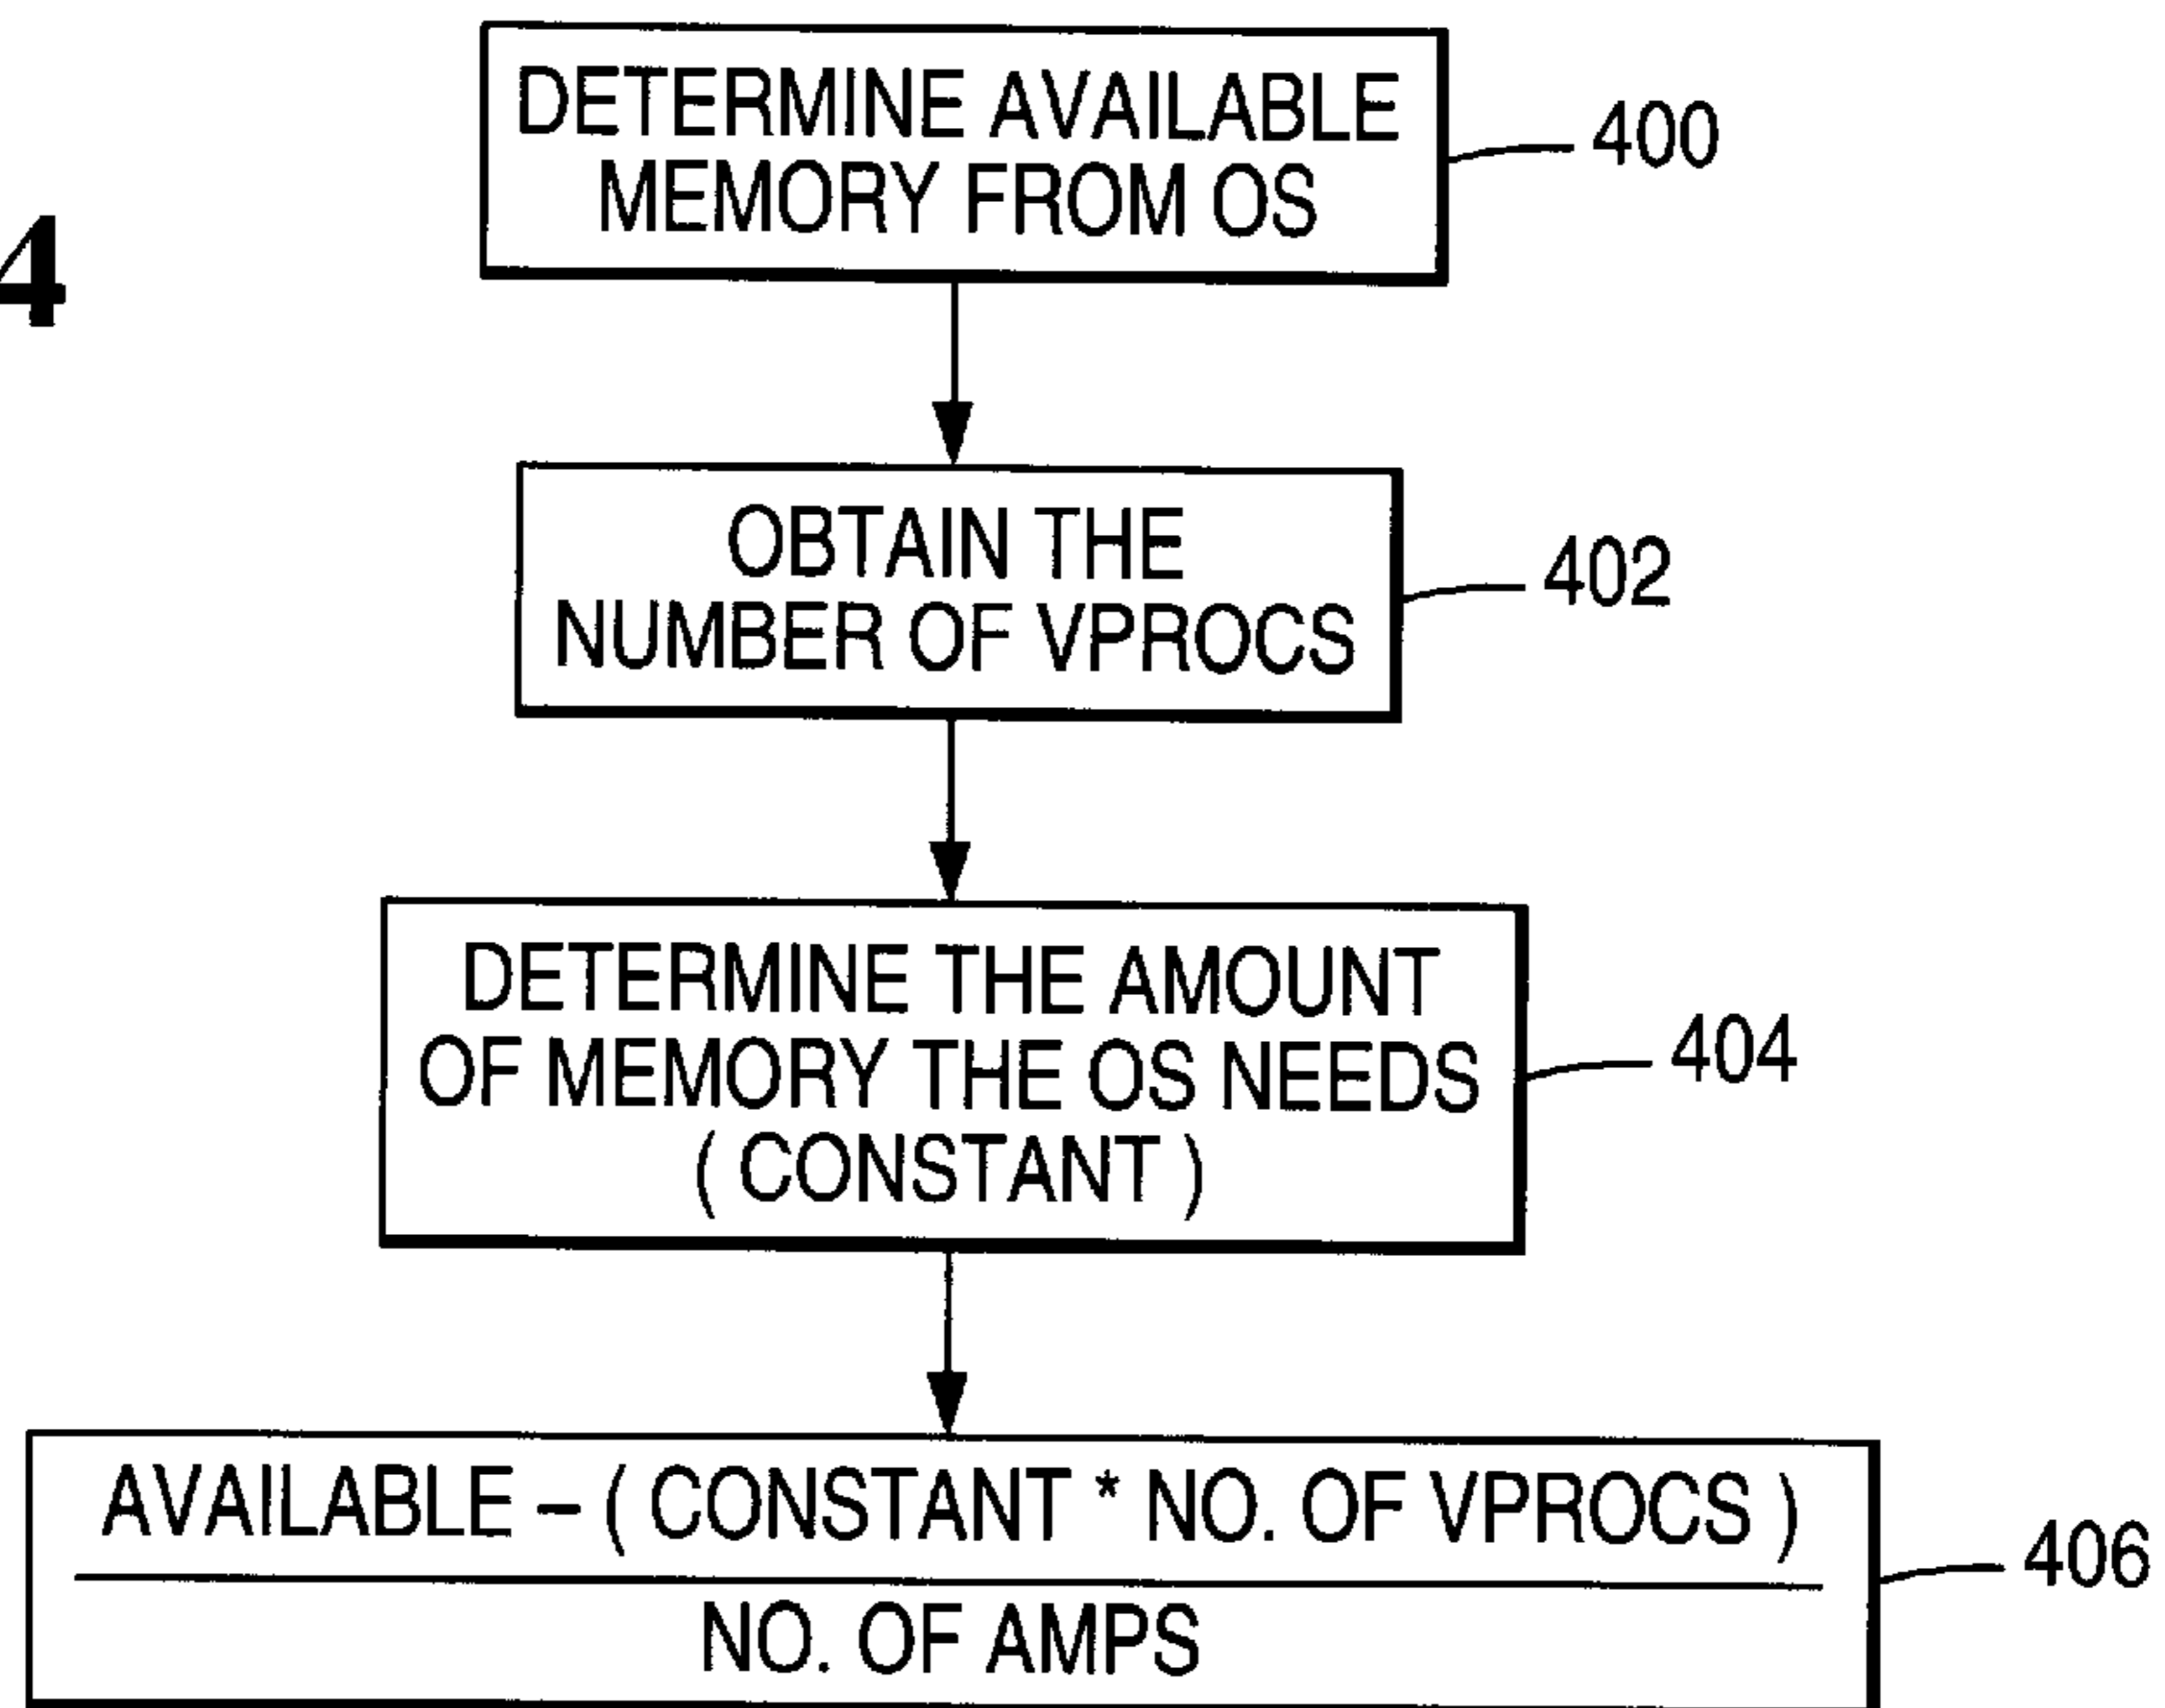 4
DETERMINE AVAILABLE
MEMORY FROM OS
400
OBTAIN THE
NUMBER OF VPROCS
402
DETERMINE THE AMOUNT
OF MEMORY THE OS NEEDS
( CONSTANT )
404
AVAILABLE – ( CONSTANT * NO. OF VPROCS )
NO. OF AMPS
406